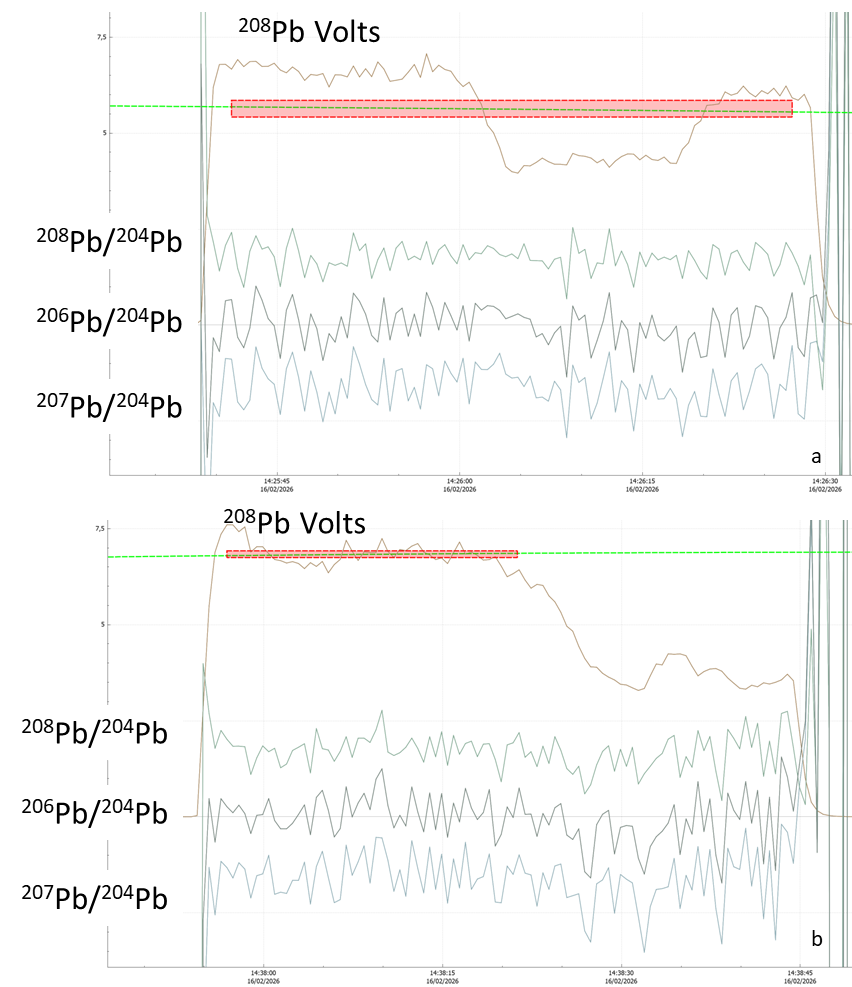 ²⁰⁸Pb Volts
7,5
5
²⁰⁸Pb/²⁰⁴Pb
²⁰⁶Pb/²⁰⁴Pb
²⁰⁷Pb/²⁰⁴Pb
a
14:25:45 14:26:00 14:26:15 14:26:30
16/02/2026 16/02/2026 16/02/2026 16/02/2026
²⁰⁸Pb Volts
7,5
5
²⁰⁸Pb/²⁰⁴Pb
²⁰⁶Pb/²⁰⁴Pb
²⁰⁷Pb/²⁰⁴Pb
b
14:38:00 14:38:15 14:38:30 14:38:45
16/02/2026 16/02/2026 16/02/2026 16/02/2026